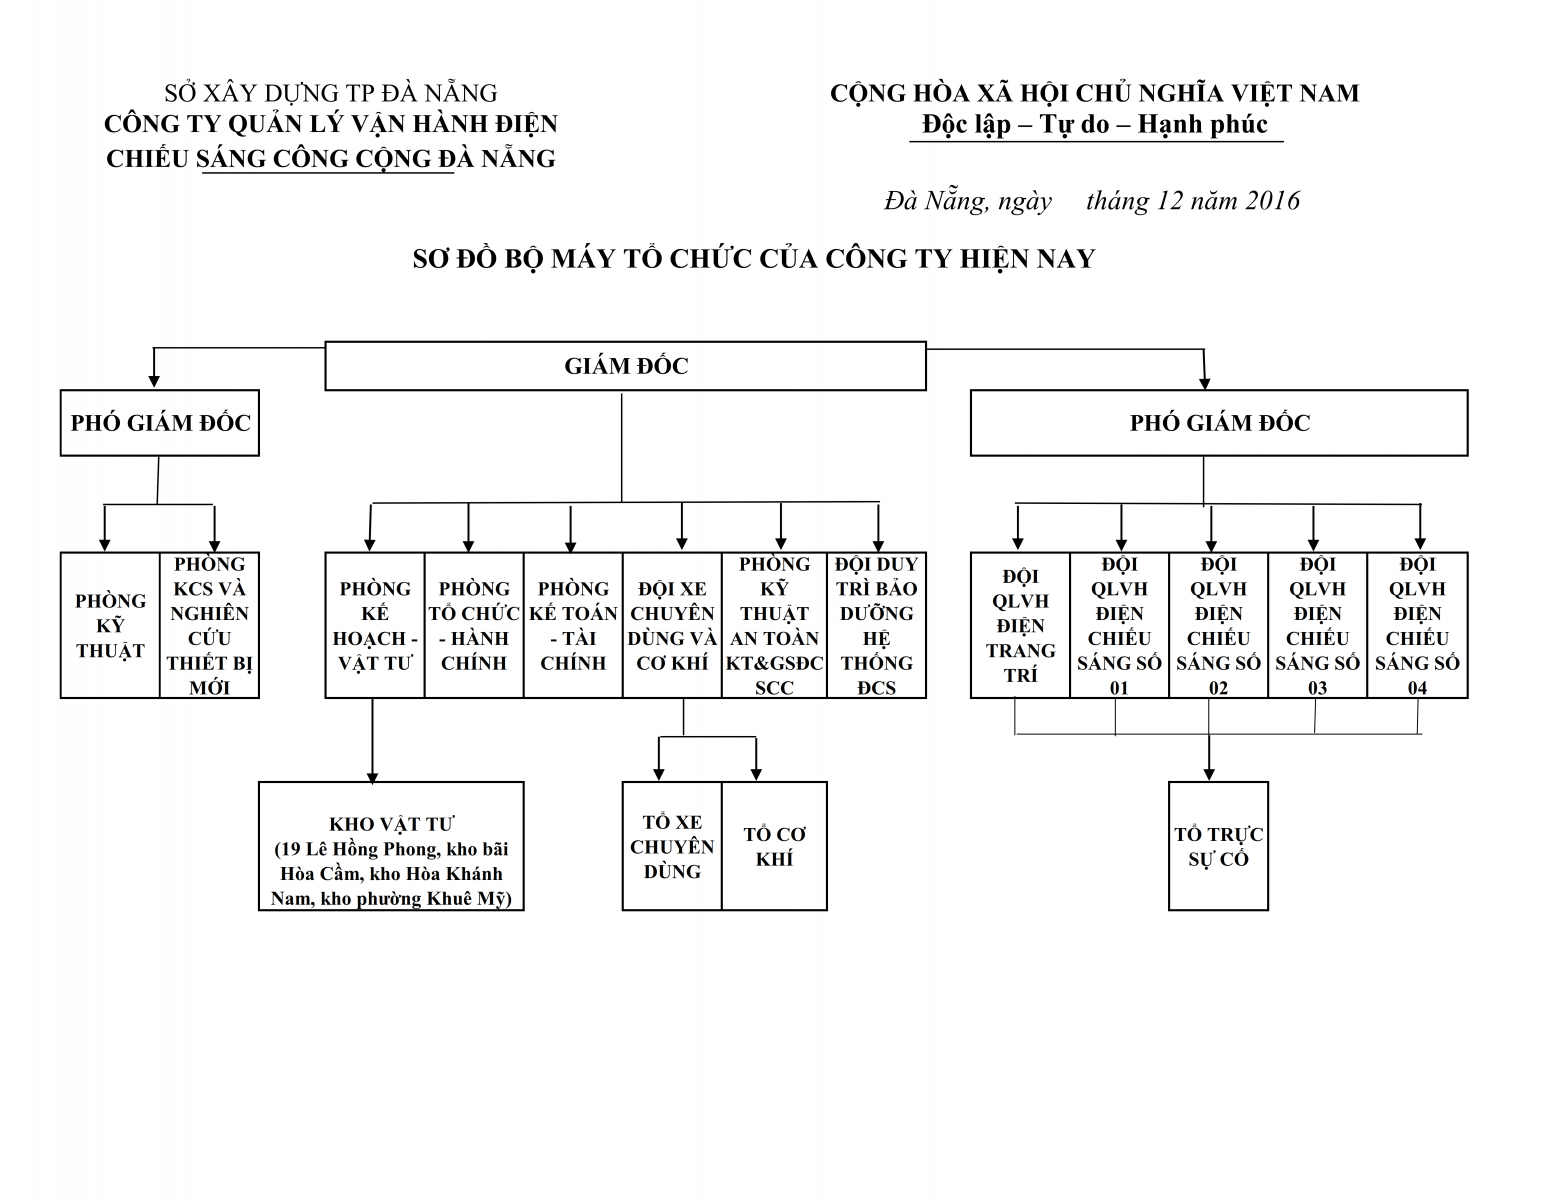 SỞ XÂY DỰNG TP ĐÀ NẴNG
CÔNG TY QUẢN LÝ VẬN HÀNH ĐIỆN
CHIẾU SÁNG CÔNG CỘNG ĐÀ NẴNG
CỘNG HÒA XÃ HỘI CHỦ NGHĨA VIỆT NAM
Độc lập – Tự do – Hạnh phúc
Đà Nẵng, ngày tháng 12 năm 2016
SƠ ĐỒ BỘ MÁY TỔ CHỨC CỦA CÔNG TY HIỆN NAY
GIÁM ĐỐC
PHÓ GIÁM ĐỐC
PHÓ GIÁM ĐỐC
PHÒNG
KỸ
THUẬT
PHÒNG
KCS VÀ
NGHIÊN
CỨU
THIẾT BỊ
MỚI
PHÒNG
KẾ
HOẠCH -
VẬT TƯ
PHÒNG
TỔ CHỨC
- HÀNH
CHÍNH
PHÒNG
KẾ TOÁN
- TÀI
CHÍNH
ĐỘI XE
CHUYÊN
DÙNG VÀ
CƠ KHÍ
PHÒNG
KỸ
THUẬT
AN TOÀN
KT&GSĐC
SCC
ĐỘI DUY
TRÌ BẢO
DƯỠNG
HỆ
THỐNG
ĐCS
ĐỘI
QLVH
ĐIỆN
TRANG
TRÍ
ĐỘI
QLVH
ĐIỆN
CHIẾU
SÁNG SỐ
01
ĐỘI
QLVH
ĐIỆN
CHIẾU
SÁNG SỐ
02
ĐỘI
QLVH
ĐIỆN
CHIẾU
SÁNG SỐ
03
ĐỘI
QLVH
ĐIỆN
CHIẾU
SÁNG SỐ
04
KHO VẬT TƯ
(19 Lê Hồng Phong, kho bãi
Hòa Cầm, kho Hòa Khánh
Nam, kho phường Khuê Mỹ)
TỔ XE
CHUYÊN
DÙNG
TỔ CƠ
KHÍ
TỔ TRỰC
SỰ CỐ